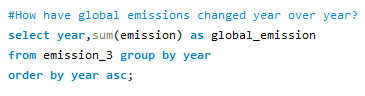 #How have global emissions changed year over year?
select year,sum(emission) as global_emission
from emission_3 group by year
order by year asc;